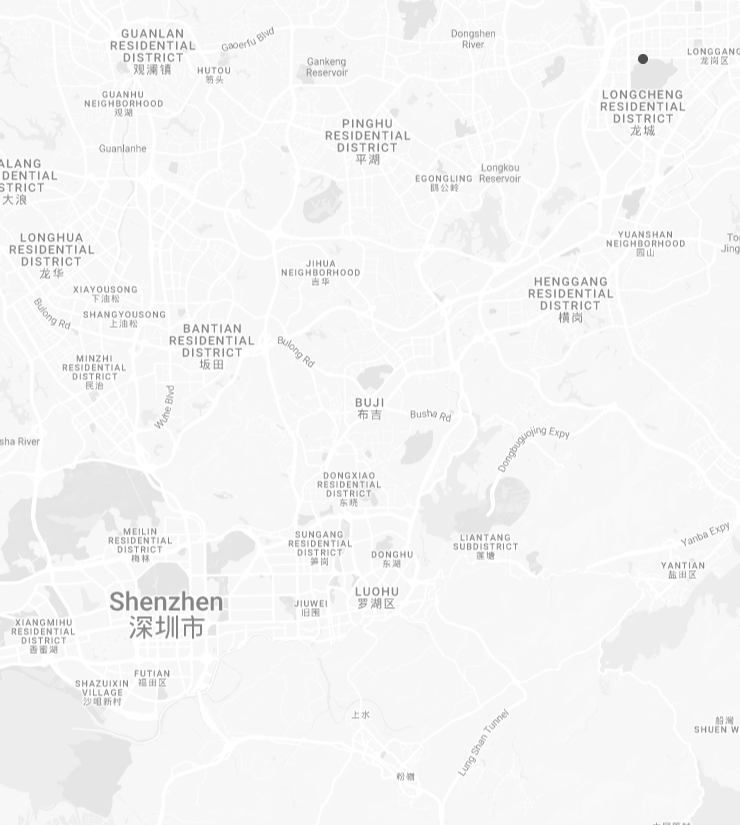 GUANLAN
RESIDENTIAL
DISTRICT
观澜镇
Gaoerfu Blvd
Dongshen
River
HUTOU
笏头
Gankeng
Reservoir
LONGGANG
龙岗区
GUANHU
NEIGHBORHOOD
观湖
LONGCHENG
RESIDENTIAL
DISTRICT
龙城
PINGHU
RESIDENTIAL
DISTRICT
平湖
Guanlanhe
ALANG
DENTIAL
STRICT
大浪
EGONGLING
鹅公岭
Longkou
Reservoir
LONGHUA
RESIDENTIAL
DISTRICT
龙华
YUANSHAN
NEIGHBORHOOD
园山
To
Jing
JIHUA
NEIGHBORHOOD
吉华
HENGGANG
RESIDENTIAL
DISTRICT
横岗
XIAYOUSONG
下油松
Bulong Rd
SHANGYOUSONG
上油松
BANTIAN
RESIDENTIAL
DISTRICT
坂田
Bulong Rd
MINZHI
RESIDENTIAL
DISTRICT
民治
Wuhe Blvd
BUJI
布吉
Busha Rd
sha River
Dongbuguojing Expy
DONGXIAO
RESIDENTIAL
DISTRICT
东晓
MEILIN
RESIDENTIAL
DISTRICT
梅林
SUNGANG
RESIDENTIAL
DISTRICT
笋岗
DONGHU
东湖
LIANTANG
SUBDISTRICT
莲塘
Yanba Expy
YANTIAN
盐田区
Shenzhen
深圳市
JIUWEI
旧围
LUOHU
罗湖区
XIANGMIHU
RESIDENTIAL
DISTRICT
香蜜湖
FUTIAN
福田区
SHAZUIXIN
VILLAGE
沙咀新村
上水
Lung Shan Tunnel
船灣
SHUEN W
粉嶺